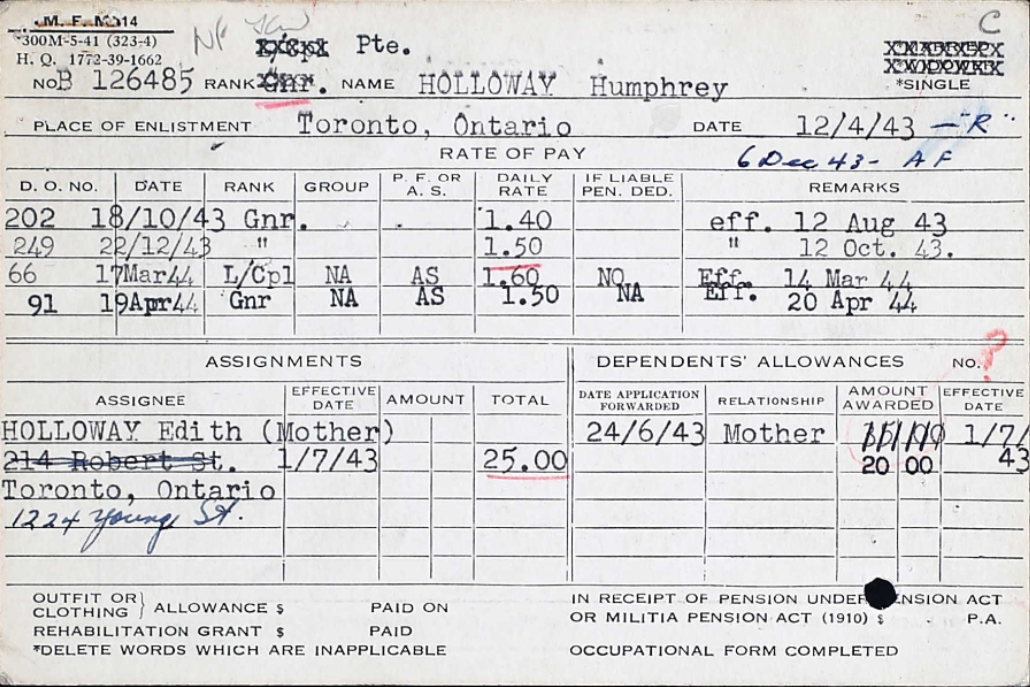 M. F. M 14
300M-5-41 (323-4)
H. Q. 1772-39-1662
NF
Pte.
C
No B 126485 RANK Gnr. NAME HOLLOWAY Humphrey
*MARRIED
*WIDOWER
*SINGLE
PLACE OF ENLISTMENT Toronto, Ontario DATE 12/4/43 - "R"
RATE OF PAY 6 Dec 43 - AF
D. O. NO. DATE RANK GROUP P. F. OR A. S. DAILY RATE IF LIABLE PEN. DED. REMARKS
202 18/10/43 Gnr. 1.40 eff. 12 Aug 43
249 22/12/43 " 1.50 " 12 Oct. 43.
66 17Mar44 L/Cpl NA AS 1.60 NO Eff. 14 Mar 44
91 19Apr44 Gnr NA AS 1.50 NA Eff. 20 Apr 44
ASSIGNMENTS DEPENDENTS' ALLOWANCES NO. ?
ASSIGNEE EFFECTIVE DATE AMOUNT TOTAL DATE APPLICATION FORWARDED RELATIONSHIP AMOUNT AWARDED EFFECTIVE DATE
HOLLOWAY Edith (Mother) 24/6/43 Mother 1/7/
214 Robert St. 1/7/43 25.00 20 00 43
Toronto, Ontario
1224 Younge St.
OUTFIT OR CLOTHING } ALLOWANCE $ PAID ON IN RECEIPT OF PENSION UNDER ENSION ACT
OR MILITIA PENSION ACT (1910) $ P.A.
REHABILITATION GRANT $ PAID
*DELETE WORDS WHICH ARE INAPPLICABLE OCCUPATIONAL FORM COMPLETED